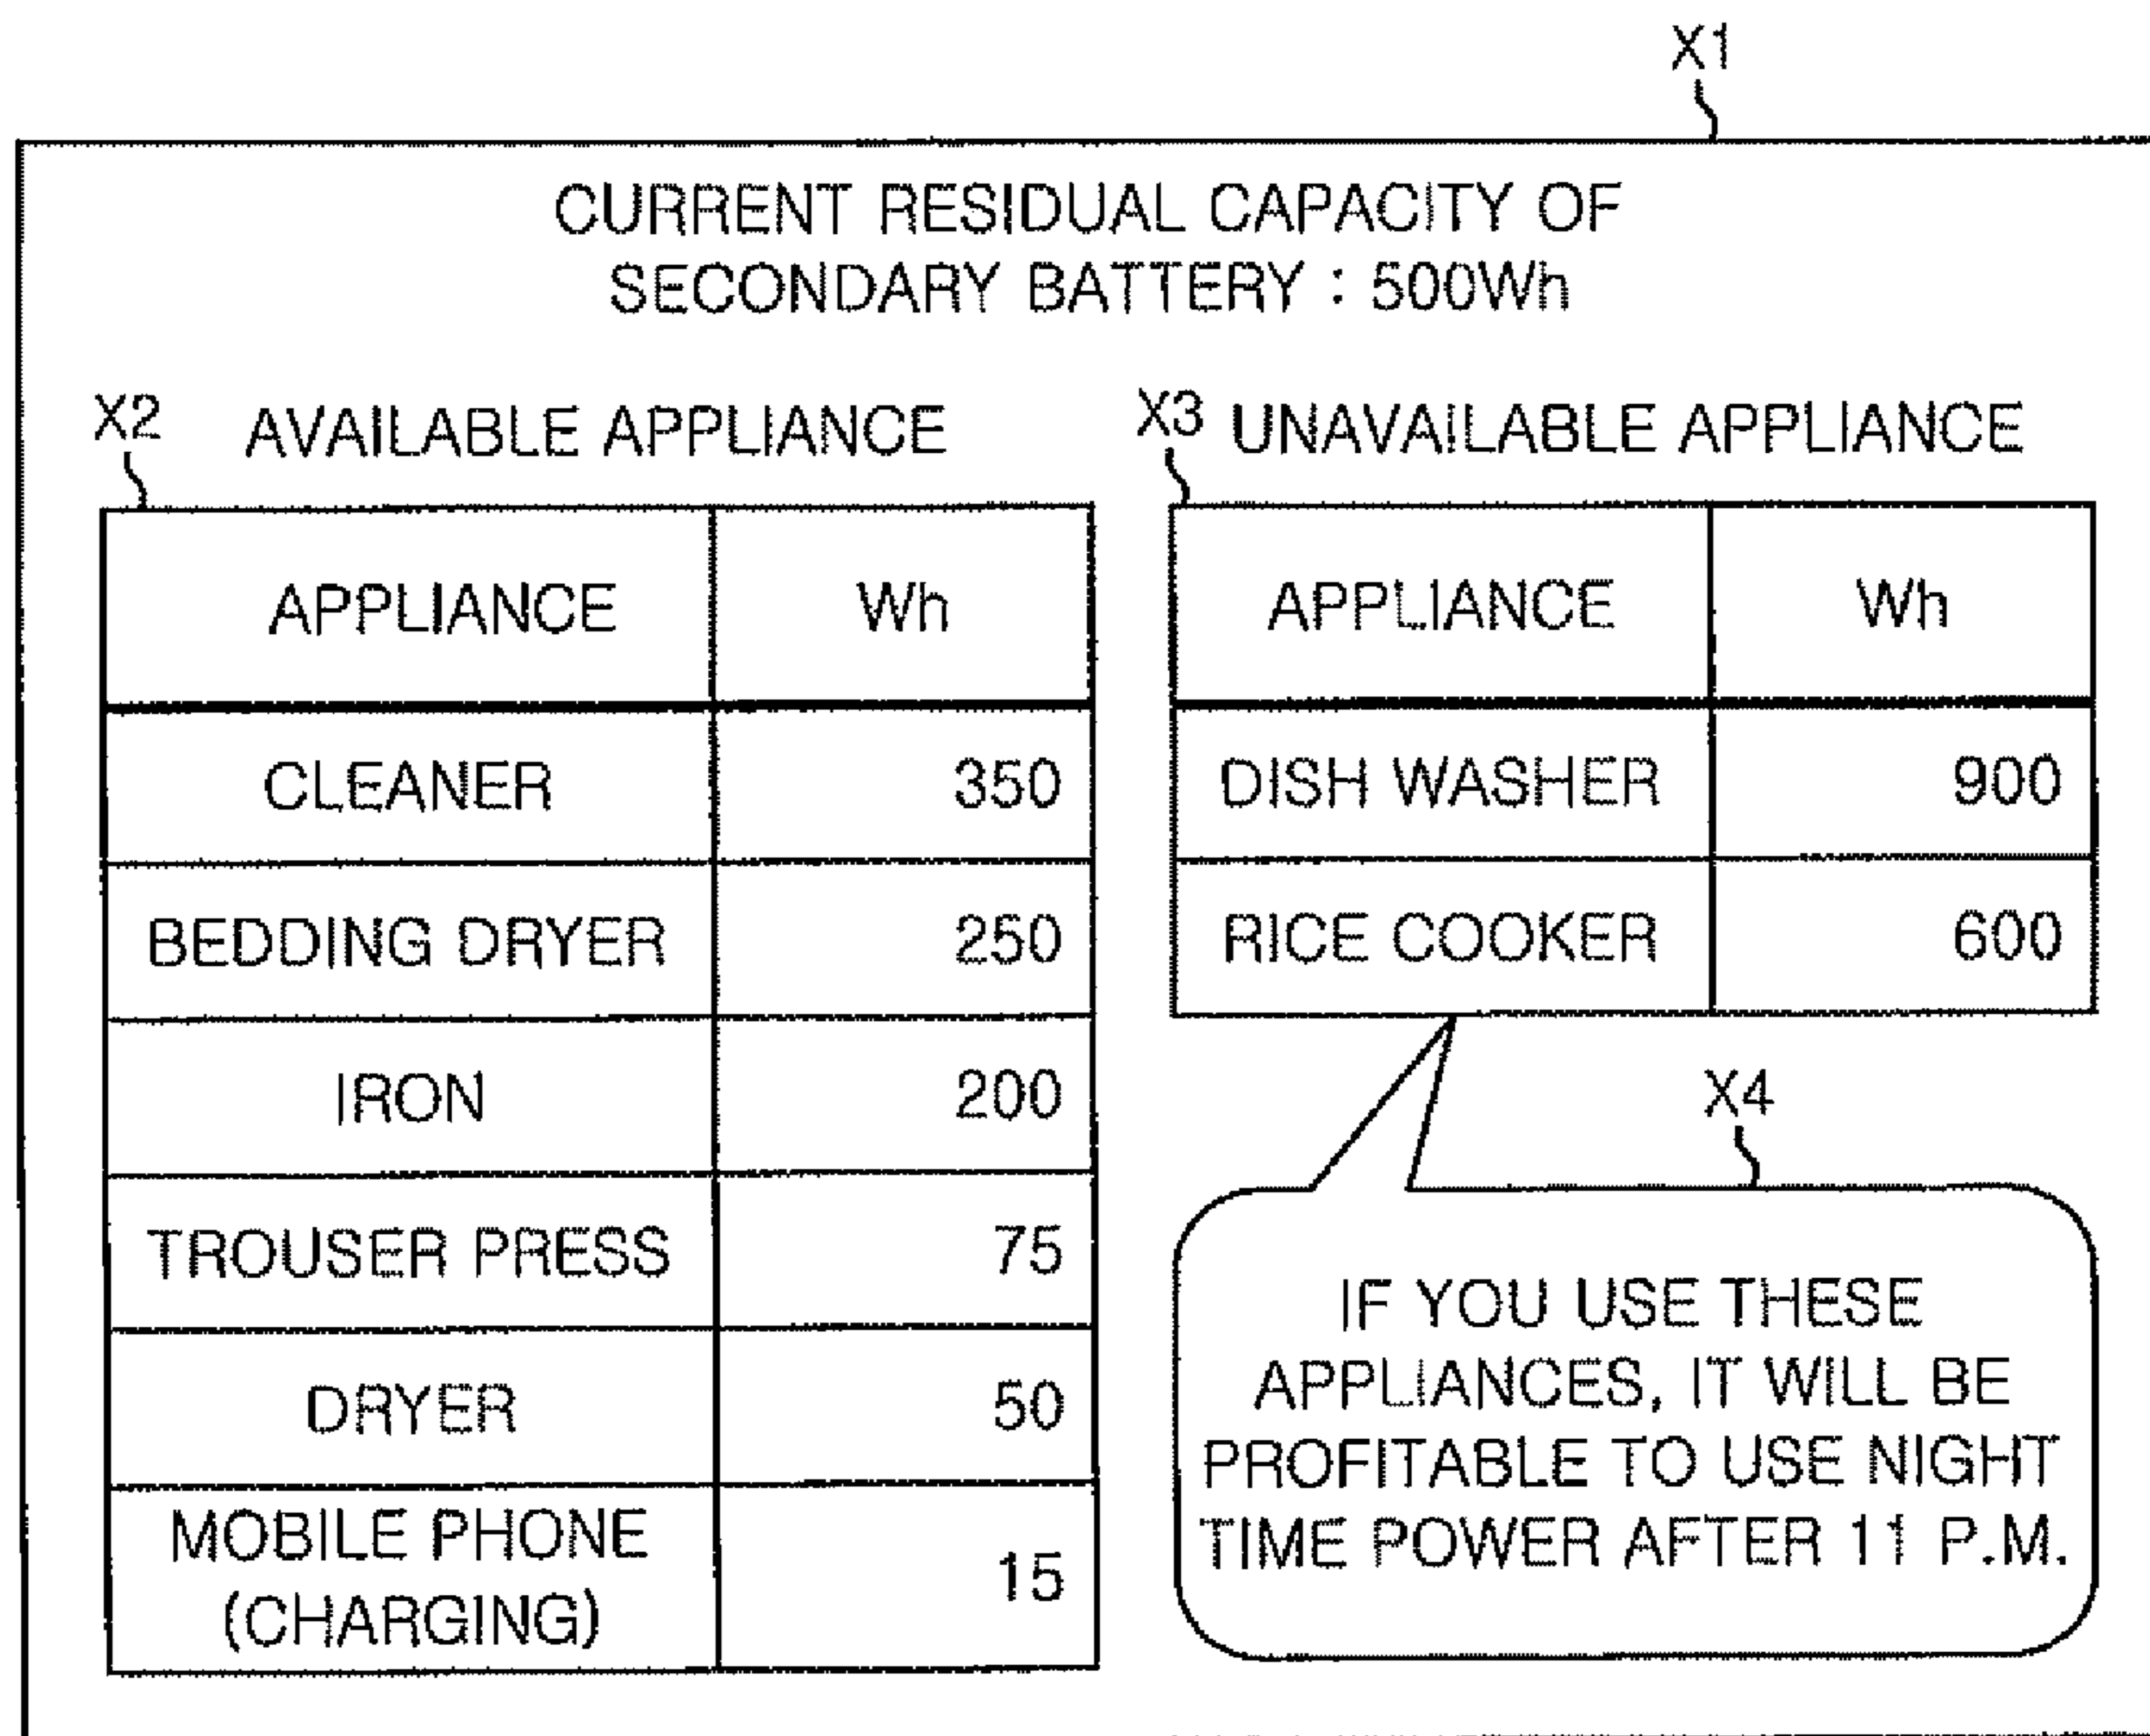 X1
CURRENT RESIDUAL CAPACITY OF
SECONDARY BATTERY : 500Wh
X2 AVAILABLE APPLIANCE
APPLIANCE Wh
CLEANER 350
BEDDING DRYER 250
IRON 200
TROUSER PRESS 75
DRYER 50
MOBILE PHONE
(CHARGING) 15
X3 UNAVAILABLE APPLIANCE
APPLIANCE Wh
DISH WASHER 900
RICE COOKER 600
X4
IF YOU USE THESE
APPLIANCES, IT WILL BE
PROFITABLE TO USE NIGHT
TIME POWER AFTER 11 P.M.